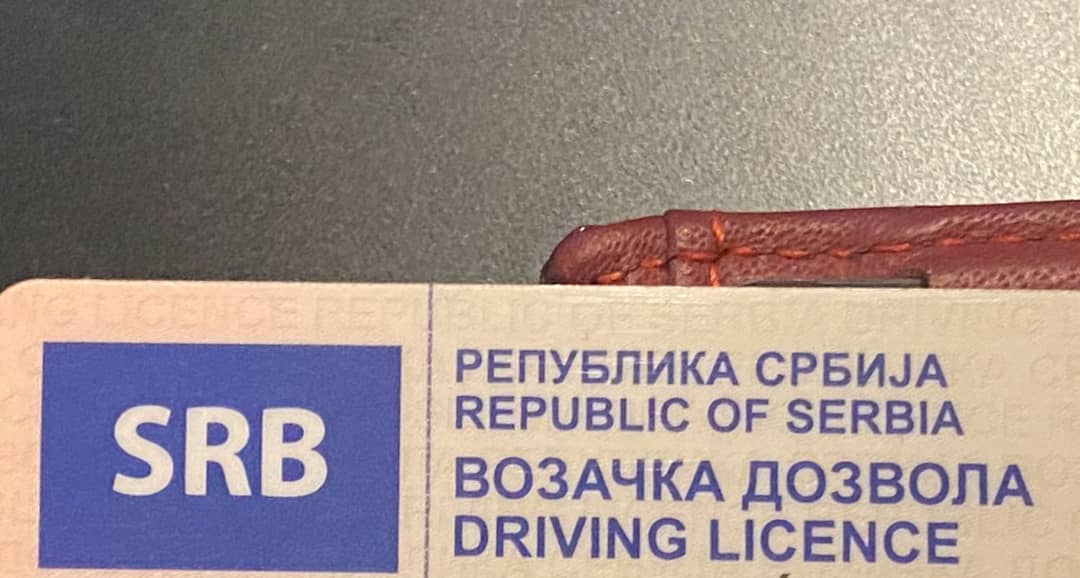 SRB
РЕПУБЛИКА СРБИЈА
REPUBLIC OF SERBIA
ВОЗАЧКА ДОЗВОЛА
DRIVING LICENCE